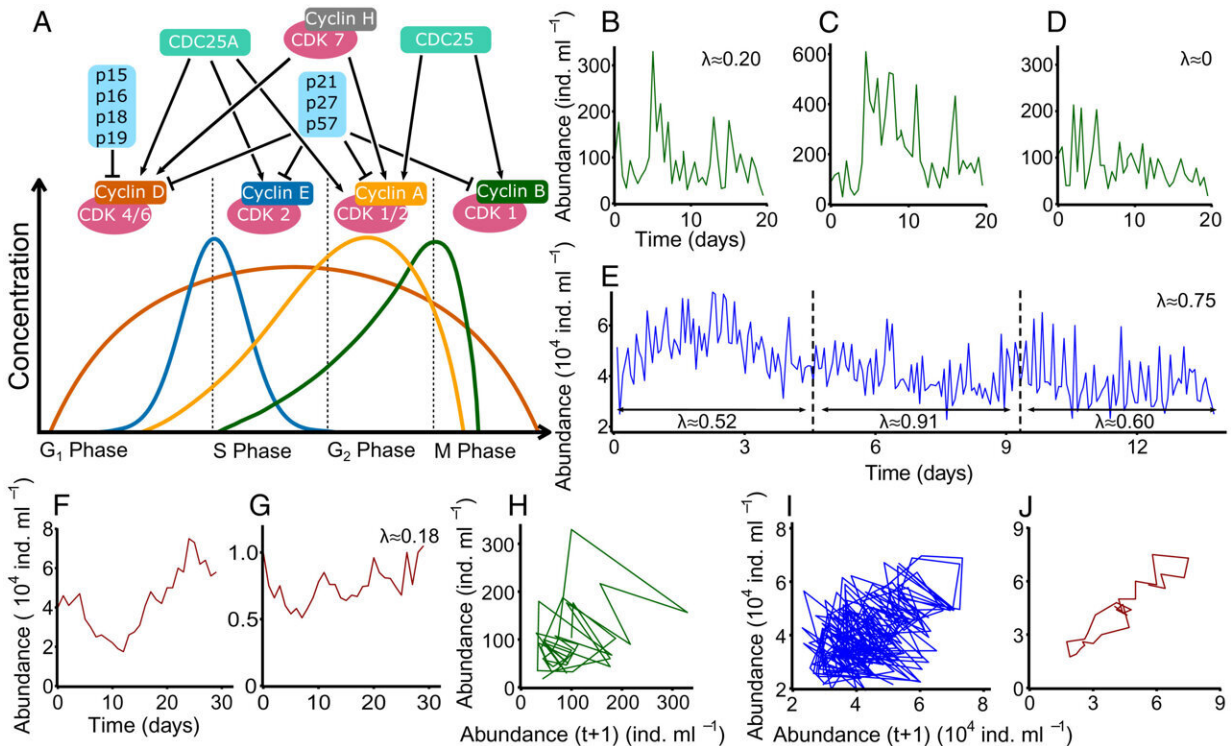 A
Cyclin H
CDK 7
CDC25A
CDC25
p15
p16
p18
p19
p21
p27
p57
Cyclin D
CDK 4/6
Cyclin E
CDK 2
Cyclin A
CDK 1/2
Cyclin B
CDK 1
Concentration
G1 Phase
S Phase
G2 Phase
M Phase
B
Abundance (ind. ml −1)
300
200
100
0
λ≈0.20
0
10
20
Time (days)
C
600
400
200
0
0
10
20
D
300
200
100
0
λ≈0
0
10
20
E
Abundance (10⁴ ind. ml −1)
6
4
2
λ≈0.75
λ≈0.52
λ≈0.91
λ≈0.60
0
3
6
9
12
Time (days)
F
Abundance ( 10⁴ ind. ml −1)
8
6
4
2
0
0
10
20
30
Time (days)
G
λ≈0.18
1.0
0.5
0.0
0
10
20
30
H
Abundance (ind. ml −1)
300
200
100
0
0
100
200
300
Abundance (t+1) (ind. ml −1)
I
Abundance (10⁴ ind. ml −1)
8
6
4
2
2
4
6
8
Abundance (t+1) (10⁴ ind. ml −1)
J
9
6
3
0
0
3
6
9